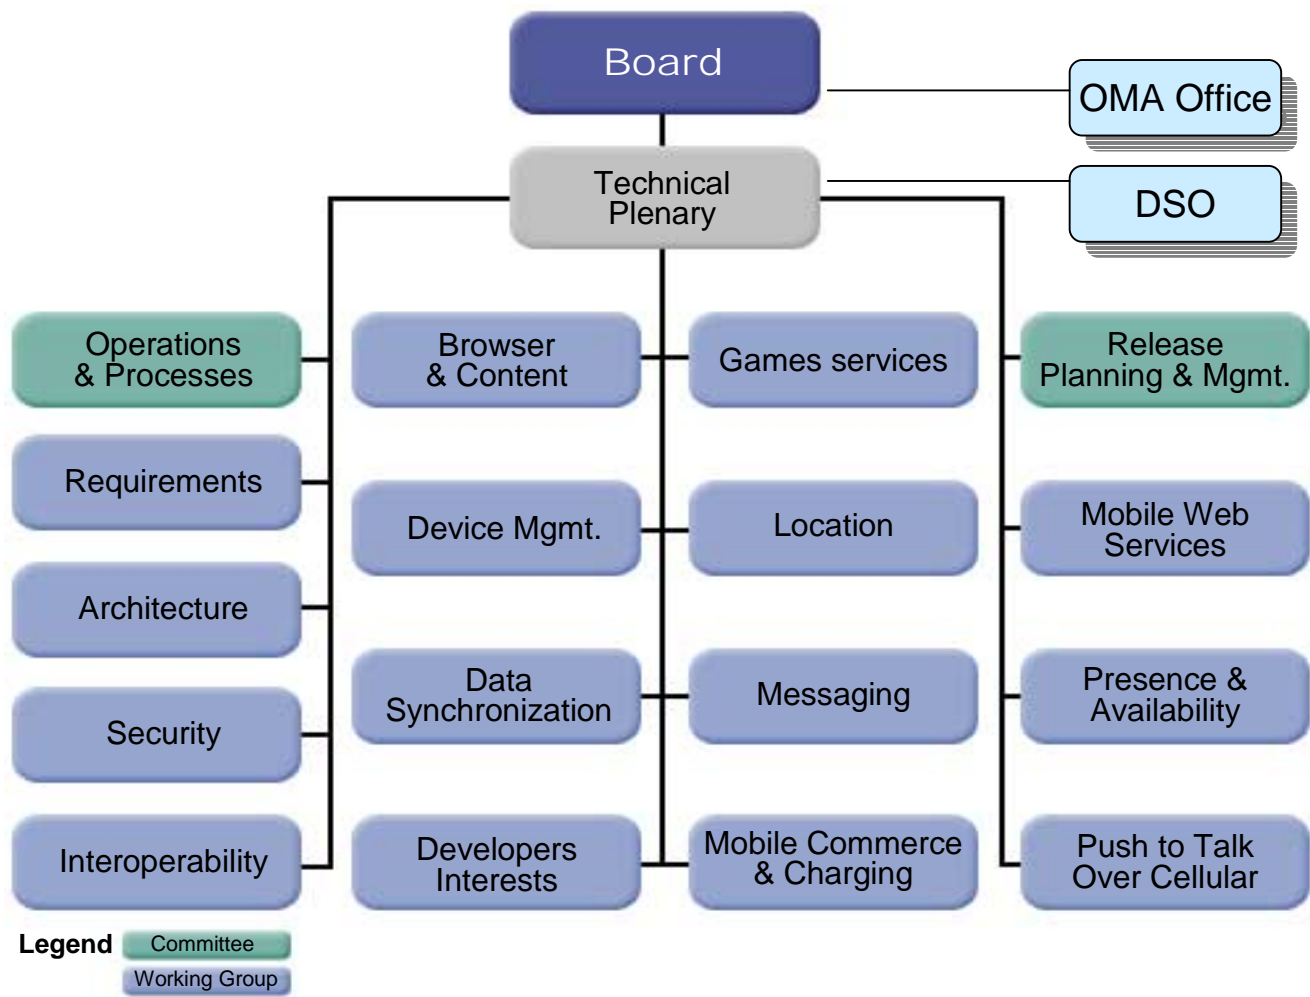 Board
OMA Office
Technical
Plenary
DSO
Operations
& Processes
Browser
& Content
Games services
Release
Planning & Mgmt.
Requirements
Device Mgmt.
Location
Mobile Web
Services
Architecture
Data
Synchronization
Messaging
Presence &
Availability
Security
Interoperability
Developers
Interests
Mobile Commerce
& Charging
Push to Talk
Over Cellular
Legend
Committee
Working Group